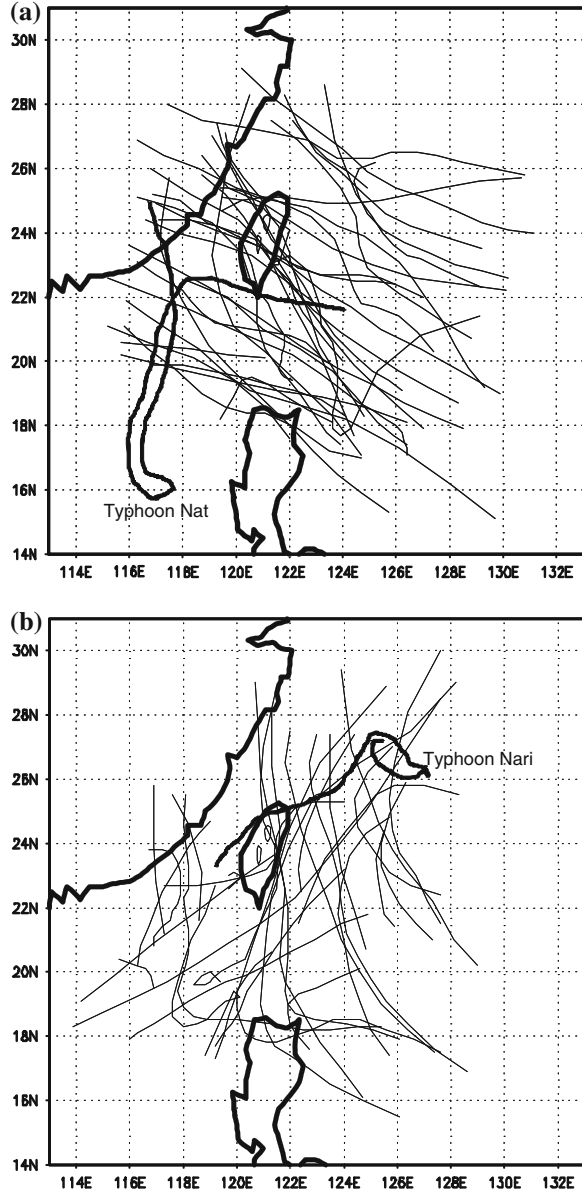 (a)
30N
28N
26N
24N
22N
20N
18N
16N
Typhoon Nat
14N
114E 116E 118E 120E 122E 124E 126E 128E 130E 132E
(b)
30N
28N
Typhoon Nari
26N
24N
22N
20N
18N
16N
14N
114E 116E 118E 120E 122E 124E 126E 128E 130E 132E